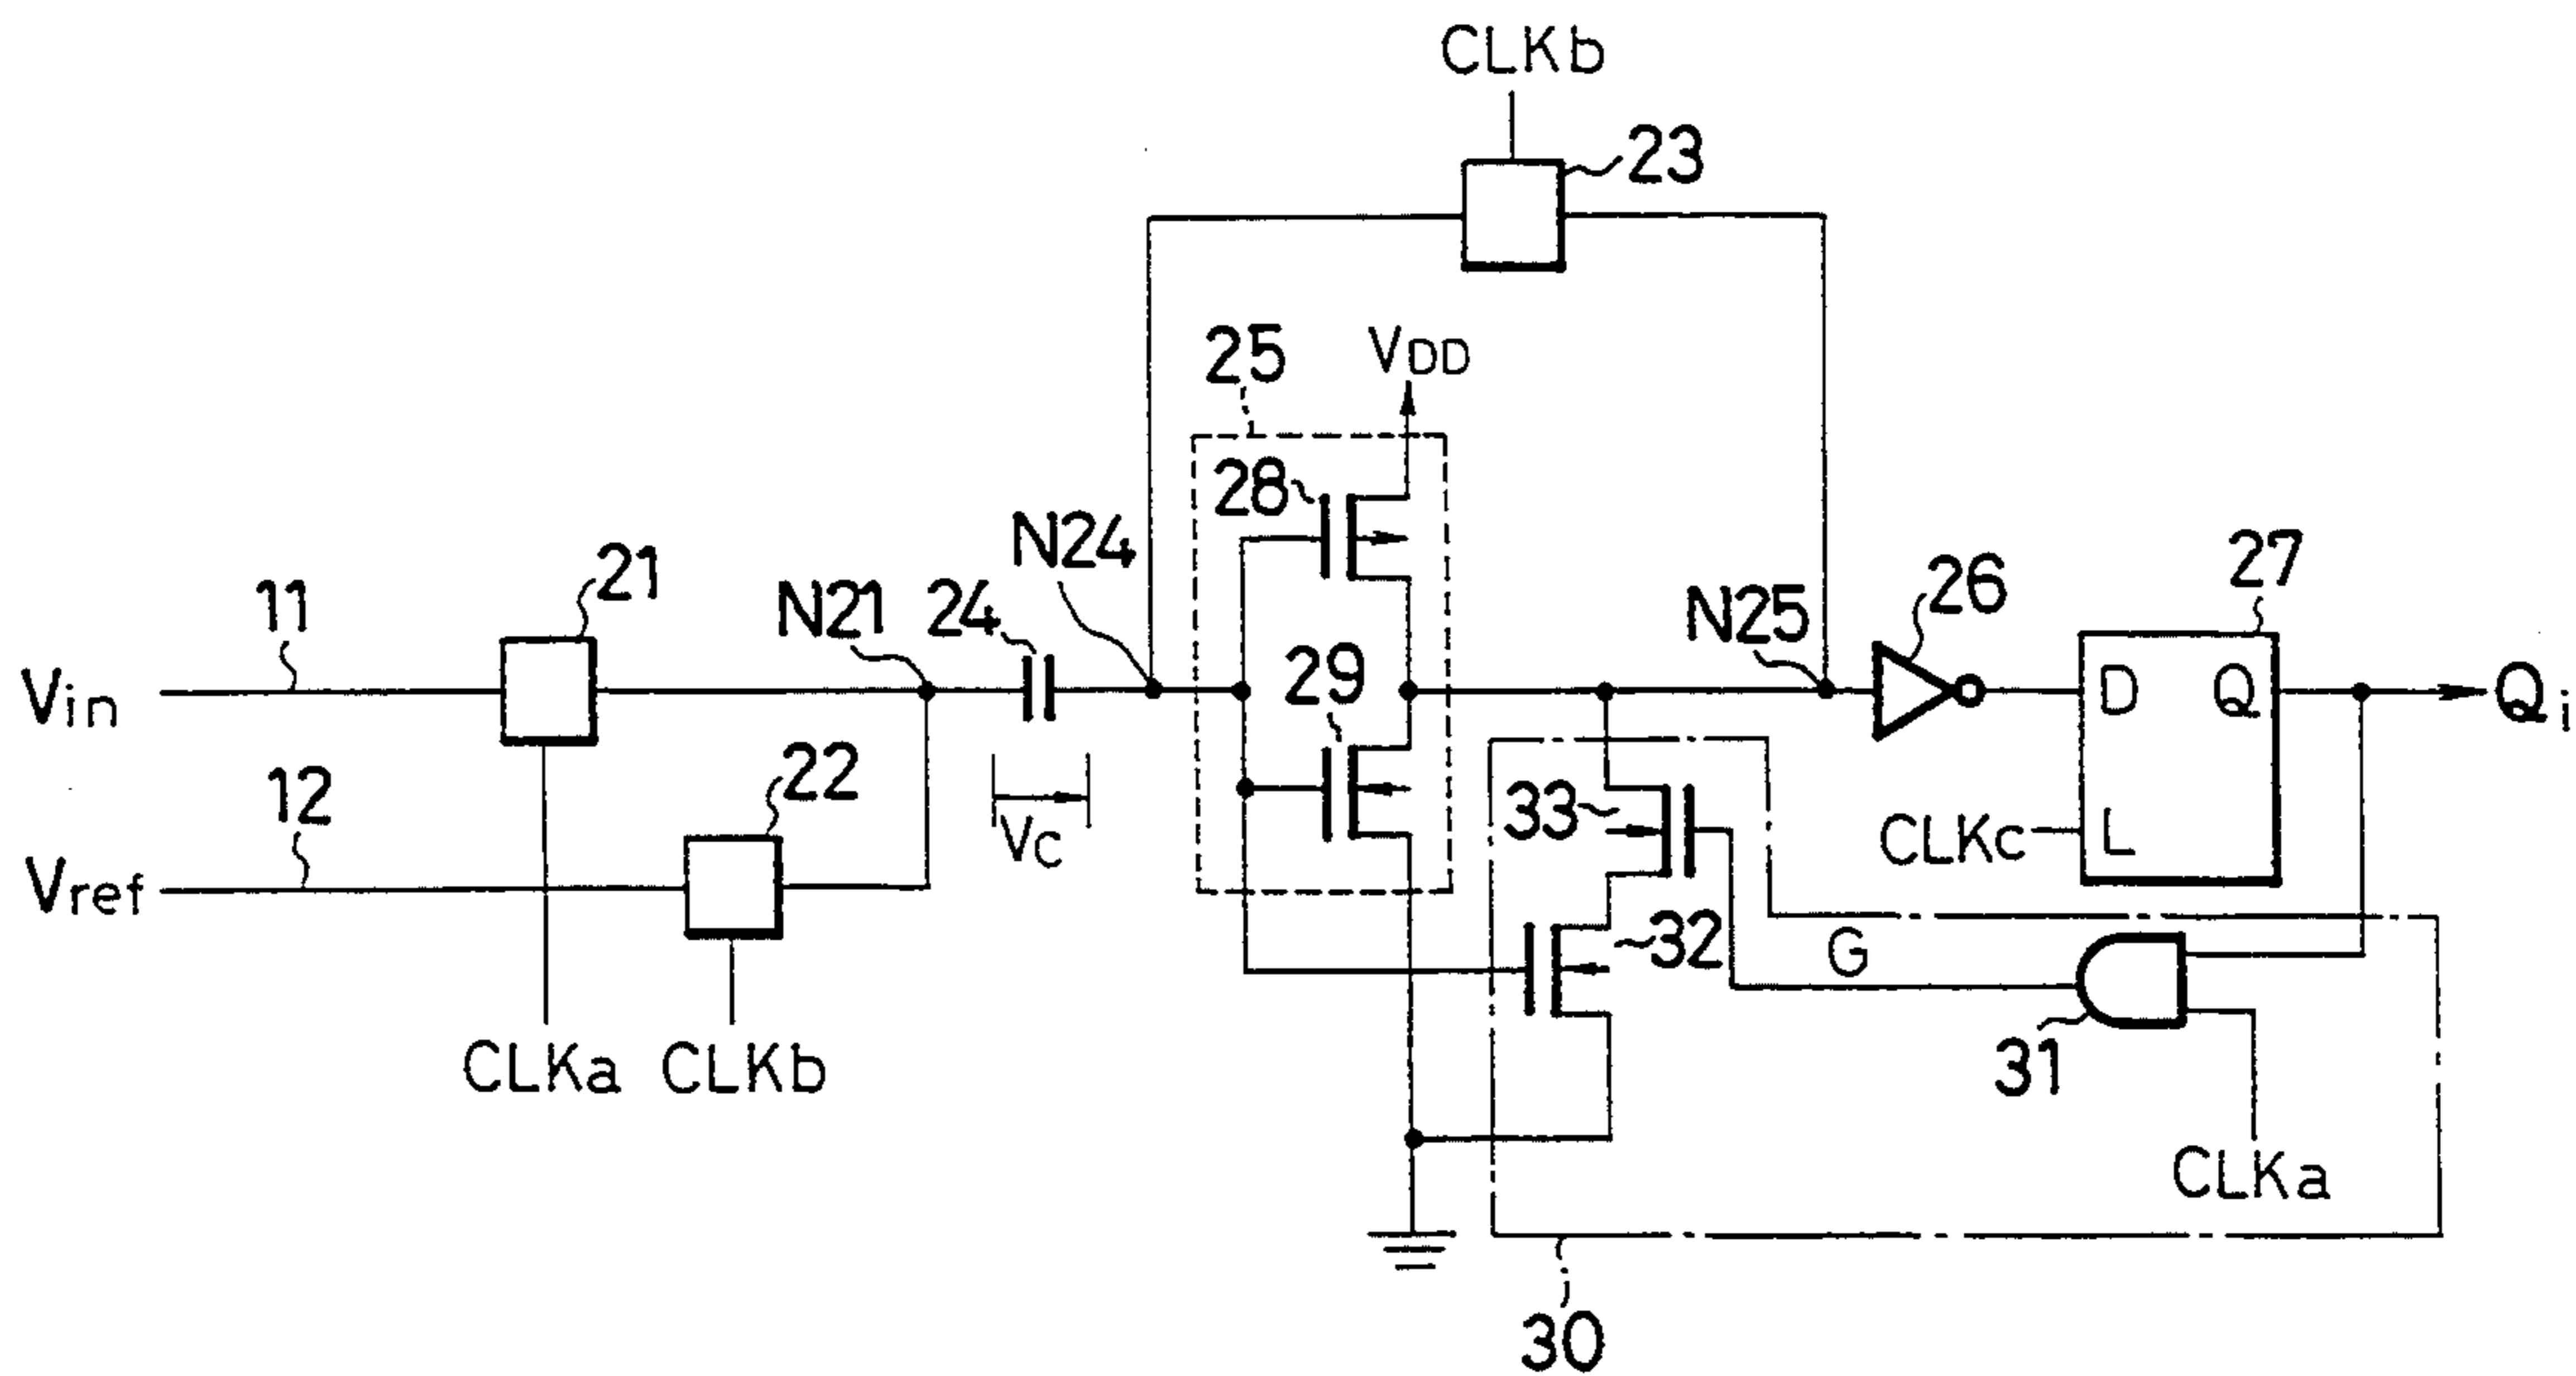 CLKb
23
25
VDD
28
N24
21
11
N21
24
29
N25
26
27
Vin
D
Q
Qi
12
22
33
CLKc
L
Vref
VC
32
G
31
CLKa
CLKb
CLKa
30